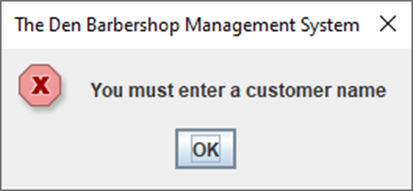 The Den Barbershop Management System
You must enter a customer name
OK